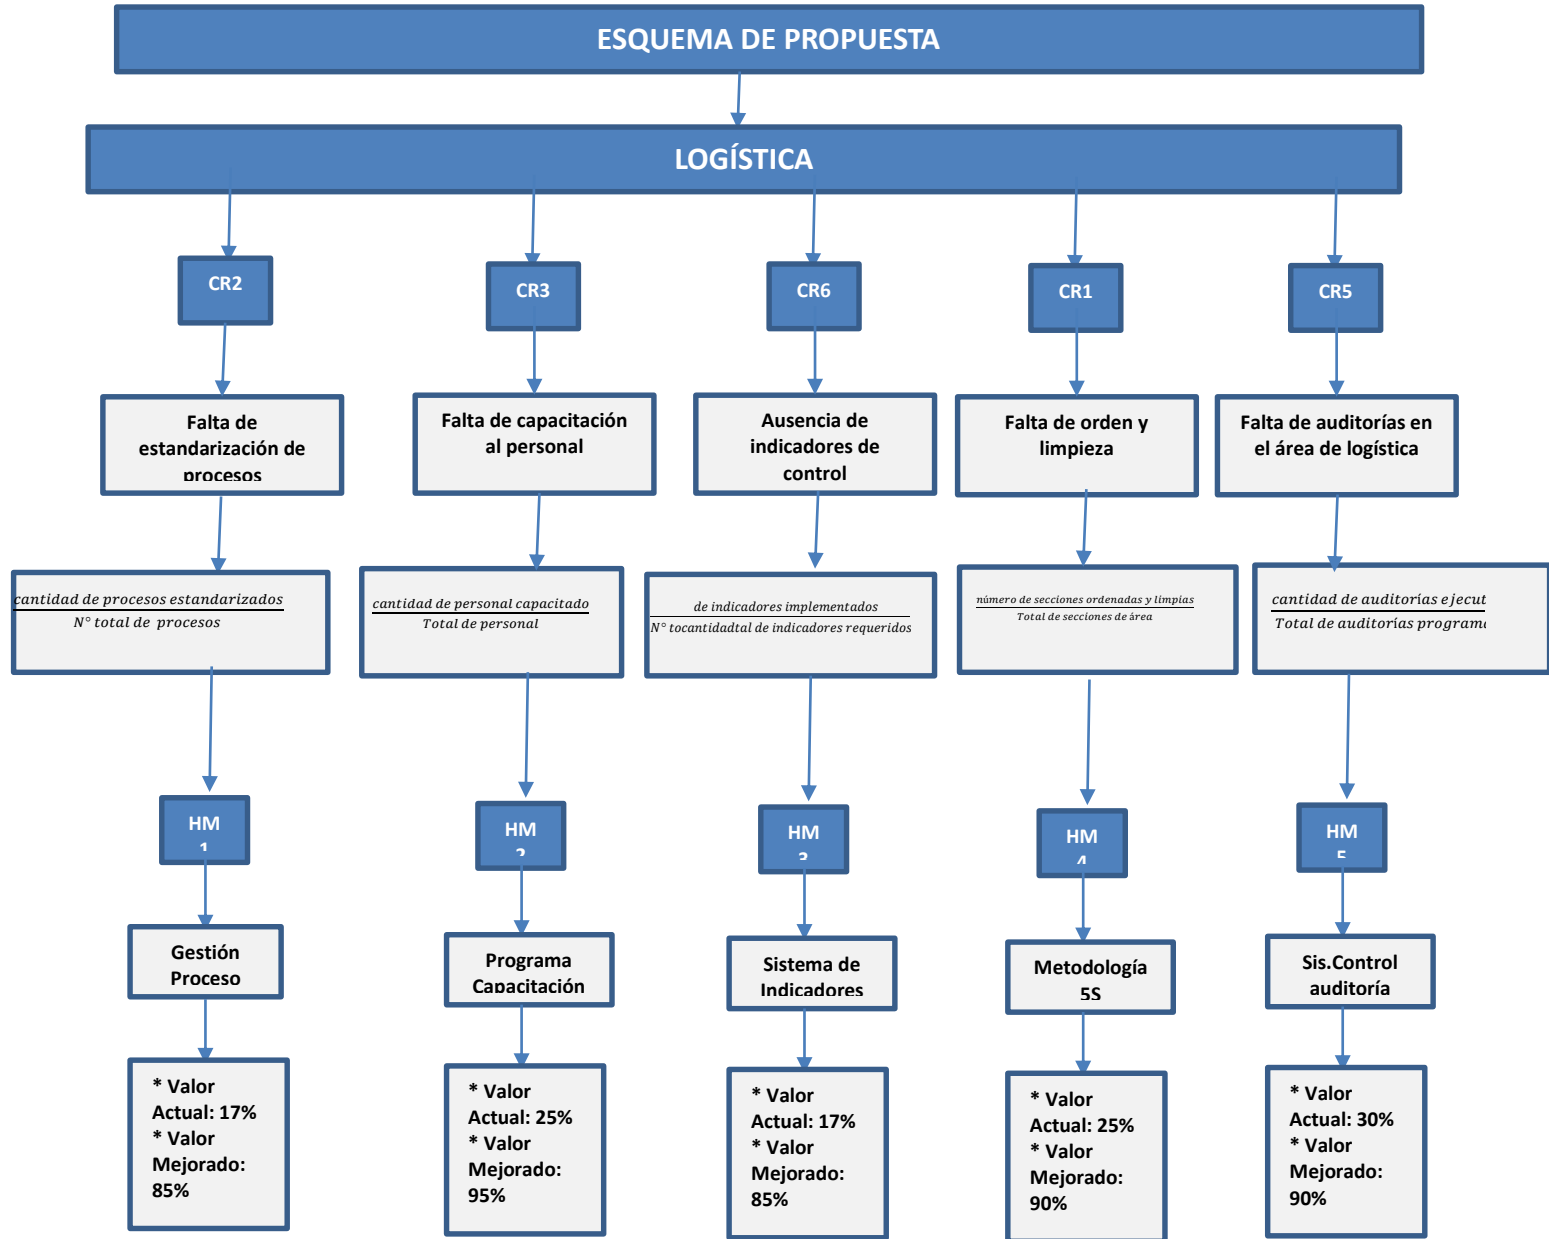 ESQUEMA DE PROPUESTA
LOGÍSTICA
CR2
CR3
CR6
CR1
CR5
Falta de
estandarización de
procesos
Falta de capacitación
al personal
Ausencia de
indicadores de
control
Falta de orden y
limpieza
Falta de auditorías en
el área de logística
cantidad de procesos estandarizados
N° total de procesos
cantidad de personal capacitado
Total de personal
de indicadores implementados
N° tocantidadtal de indicadores requeridos
número de secciones ordenadas y limpias
Total de secciones de área
cantidad de auditorías ejecut
Total de auditorías program
HM
1
HM
2
HM
3
HM
4
HM
5
Gestión
Proceso
Programa
Capacitación
Sistema de
Indicadores
Metodología
5S
Sis.Control
auditoría
* Valor
Actual: 17%
* Valor
Mejorado:
85%
* Valor
Actual: 25%
* Valor
Mejorado:
95%
* Valor
Actual: 17%
* Valor
Mejorado:
85%
* Valor
Actual: 25%
* Valor
Mejorado:
90%
* Valor
Actual: 30%
* Valor
Mejorado:
90%